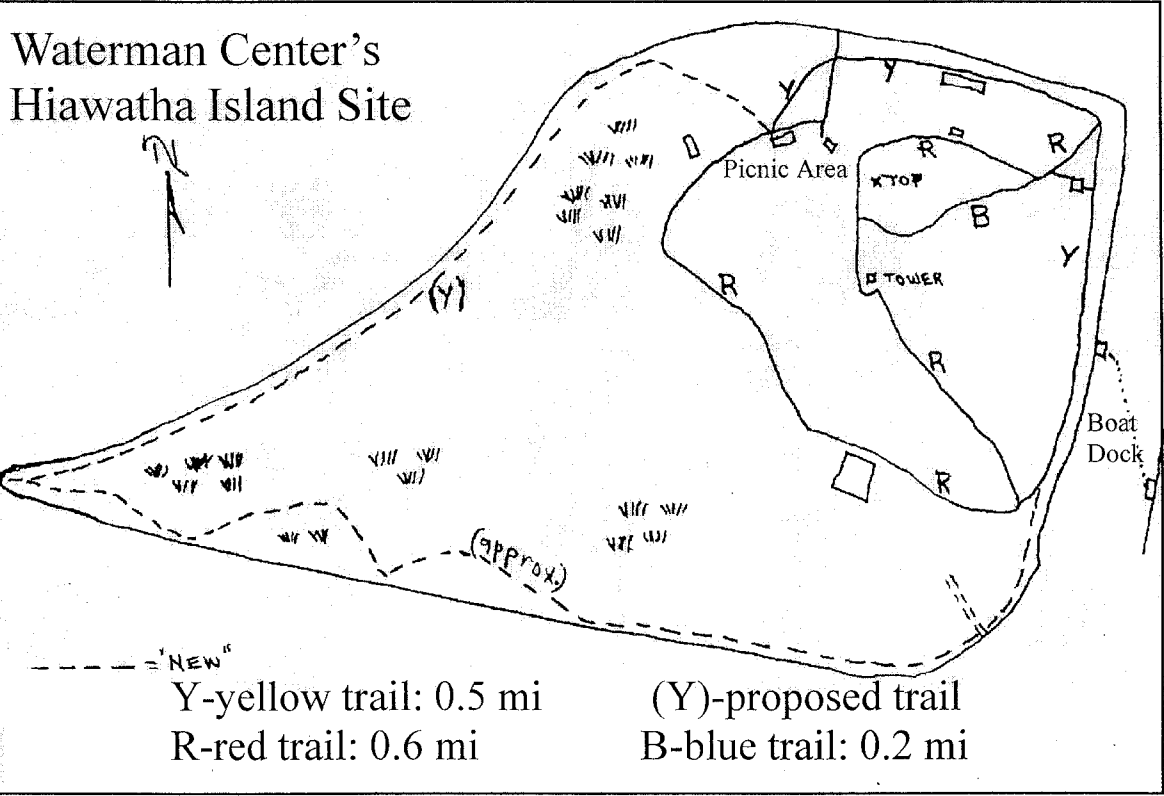 Waterman Center's
Hiawatha Island Site
N
Y
Y
R
R
Picnic Area
x TOP
B
Y
(Y)
R
TOWER
R
Boat
Dock
R
(approx.)
- - - - - - = "NEW"
Y-yellow trail: 0.5 mi
(Y)-proposed trail
R-red trail: 0.6 mi
B-blue trail: 0.2 mi